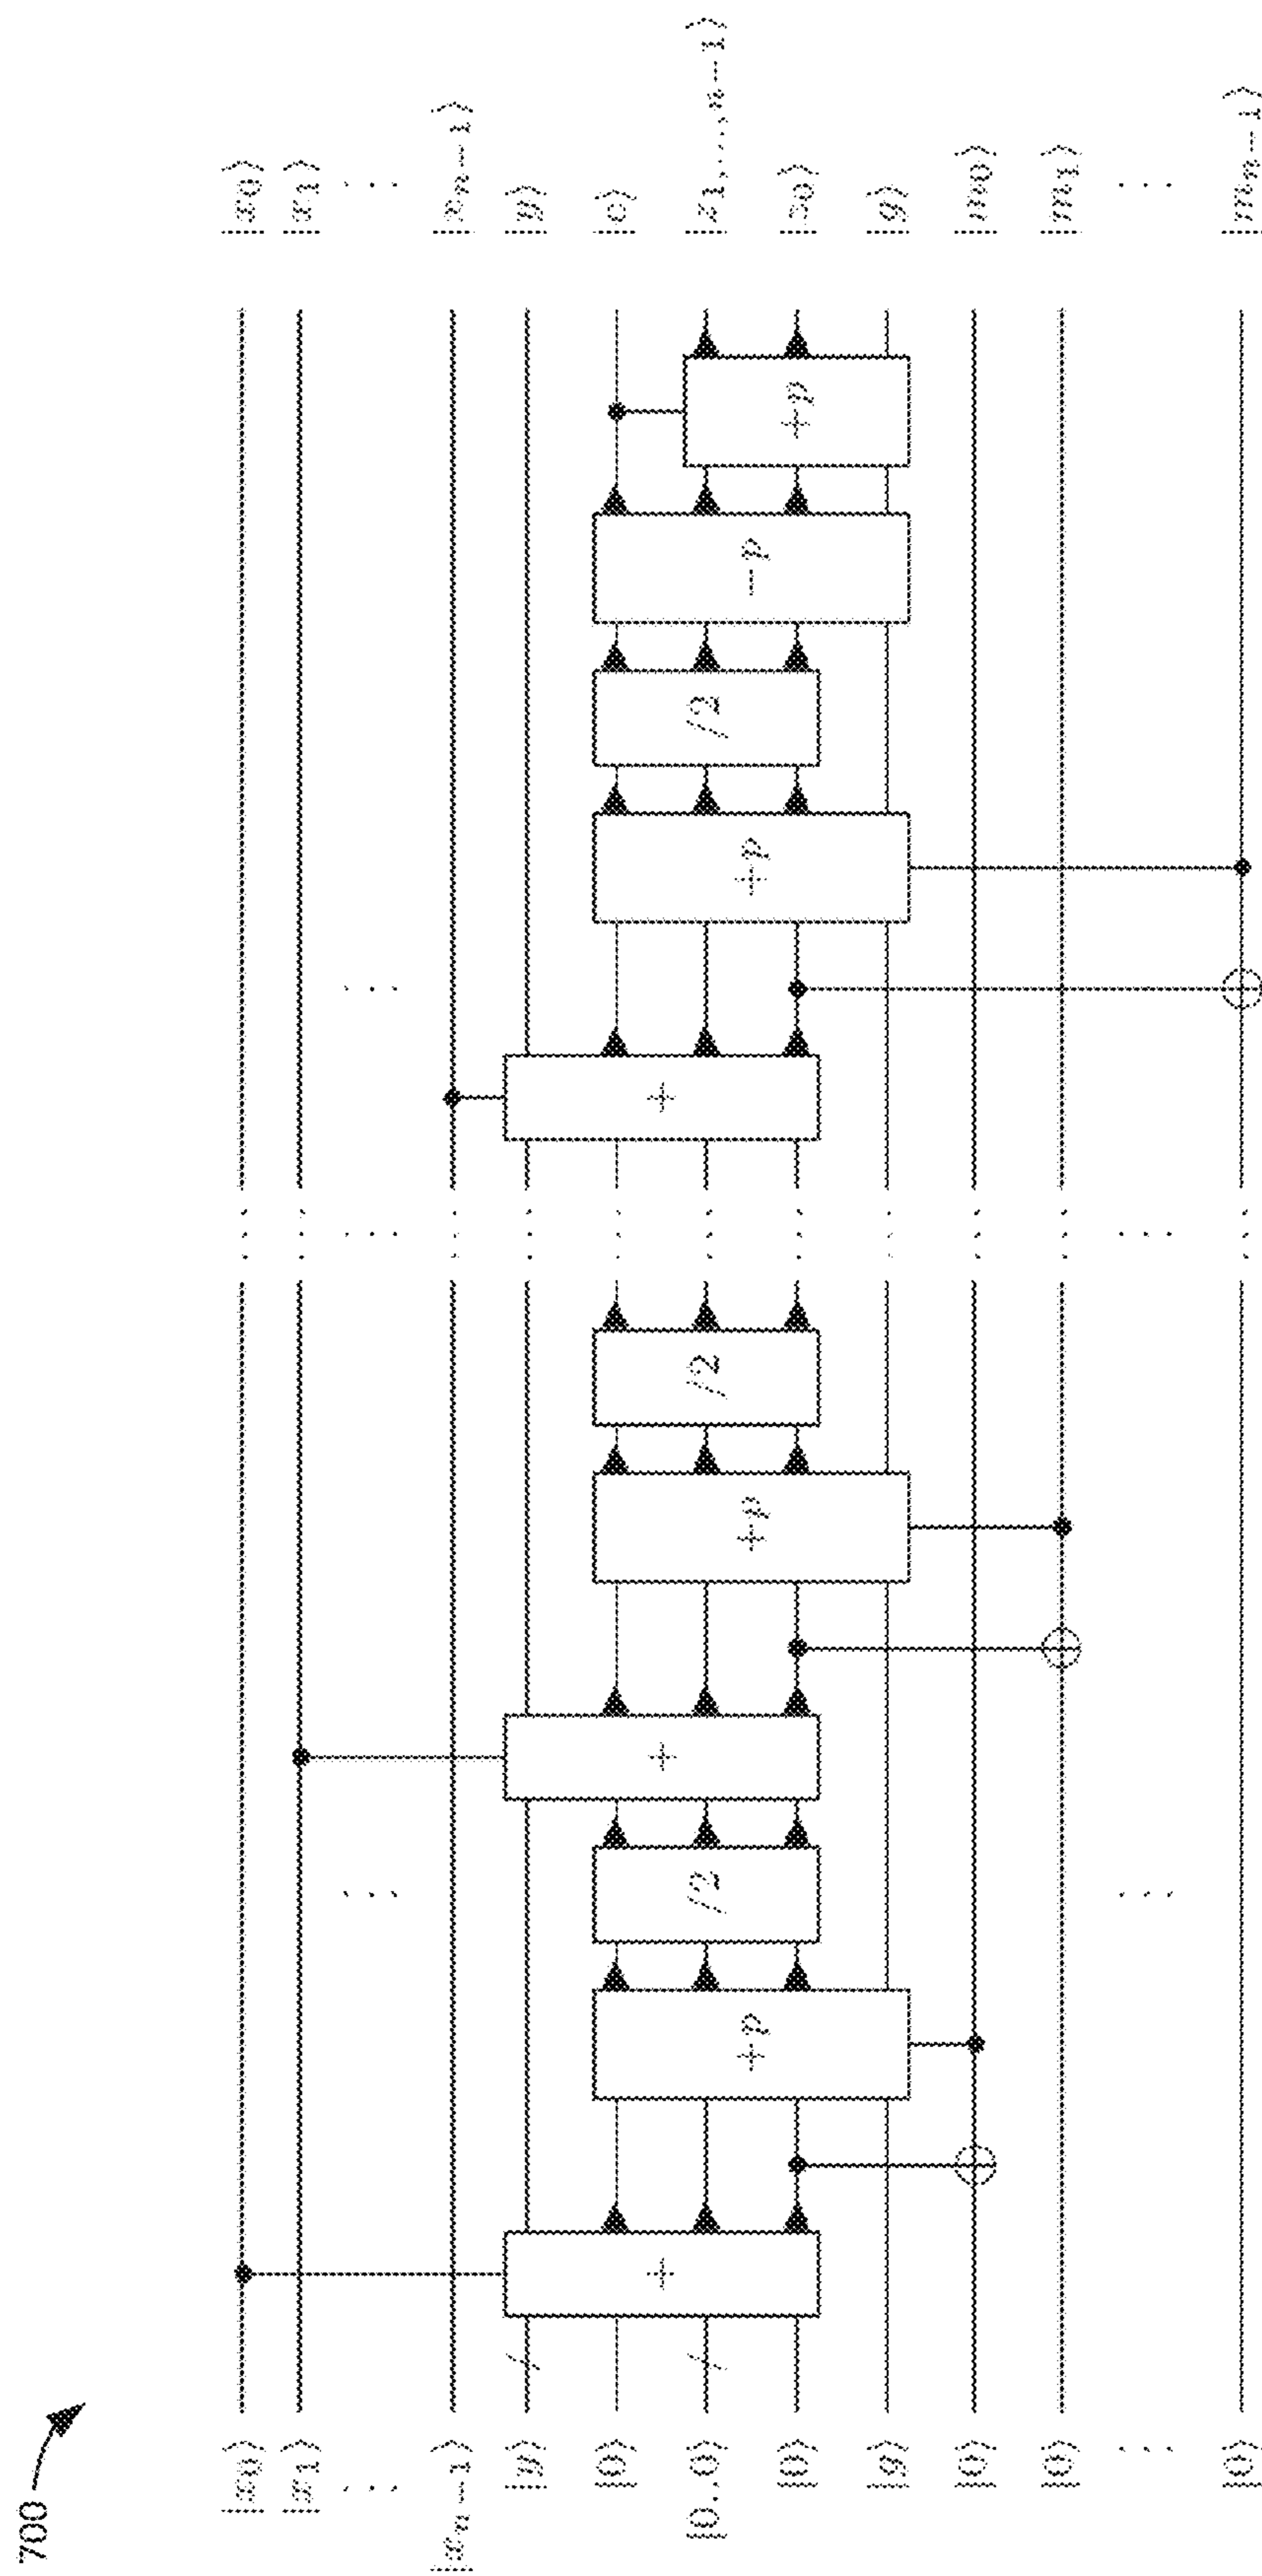 700
|x₀⟩
|x₁⟩
⋮
|xₙ₋₁⟩
|y⟩
|0⟩
|0..0⟩
|0⟩
|g⟩
|0⟩
|0⟩
⋮
|0⟩
+
+p
/2
+
+p
/2
...
+
+p
/2
−p
+p
|x₀⟩
|x₁⟩
⋮
|xₙ₋₁⟩
|y⟩
|c⟩
|z₁,...,ₙ₋₁⟩
|z₀⟩
|g⟩
|m₀⟩
|m₁⟩
⋮
|mₙ₋₁⟩